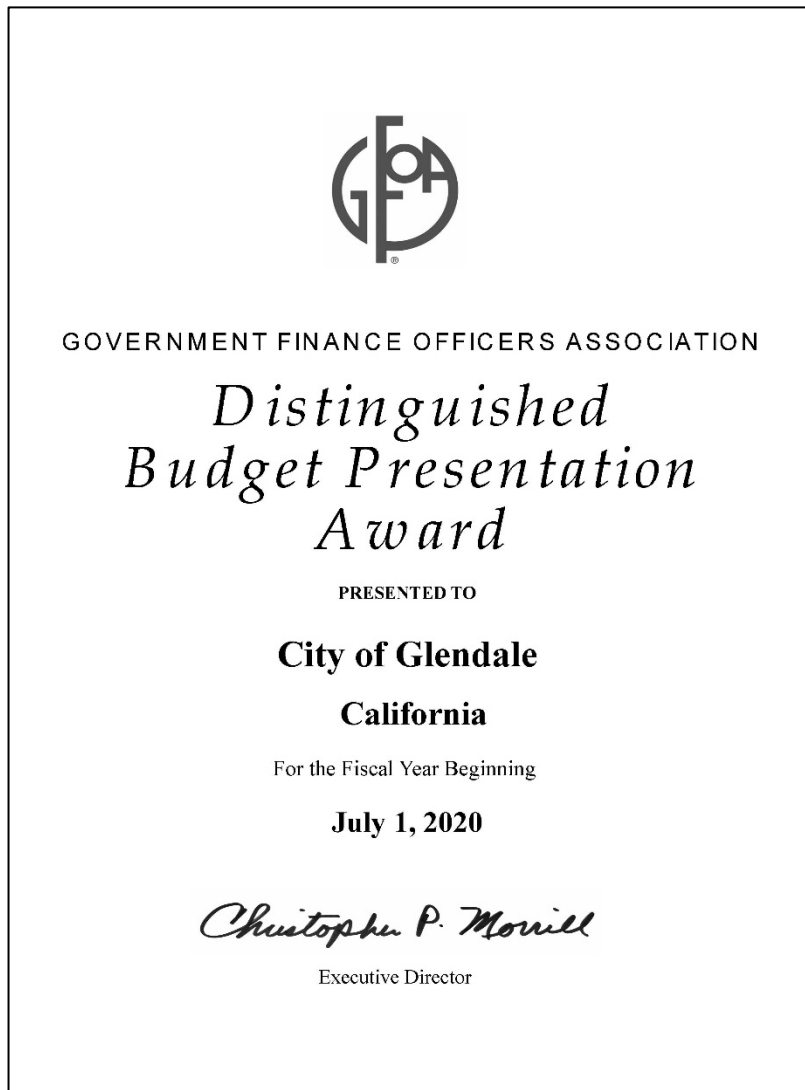 GFOA
®
GOVERNMENT FINANCE OFFICERS ASSOCIATION
Distinguished
Budget Presentation
Award
PRESENTED TO
City of Glendale
California
For the Fiscal Year Beginning
July 1, 2020
Christopher P. Morrill
Executive Director